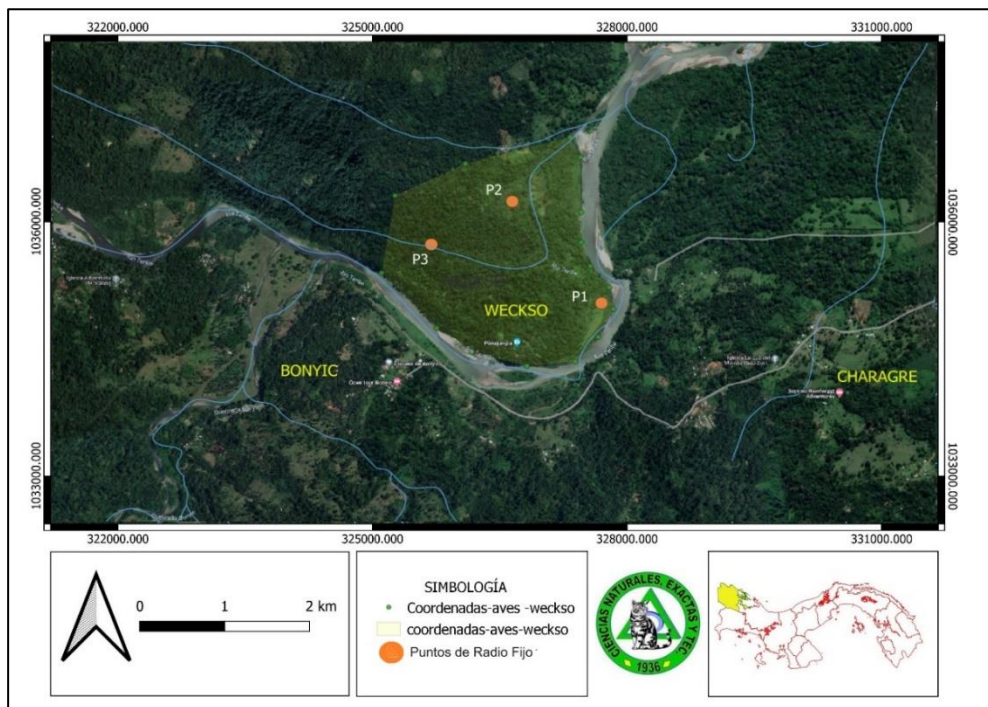 322000.000 325000.000 328000.000 331000.000
1036000.000
1036000.000
P2
P3
Río Teribe
P1
WECKSO
BONYIC
CHARAGRE
1033000.000
1033000.000
322000.000 325000.000 328000.000 331000.000
0 1 2 km
SIMBOLOGÍA
Coordenadas-aves -weckso
coordenadas-aves-weckso
Puntos de Radio Fijo
CIENCIAS NATURALES, EXACTAS Y TEC.
1936